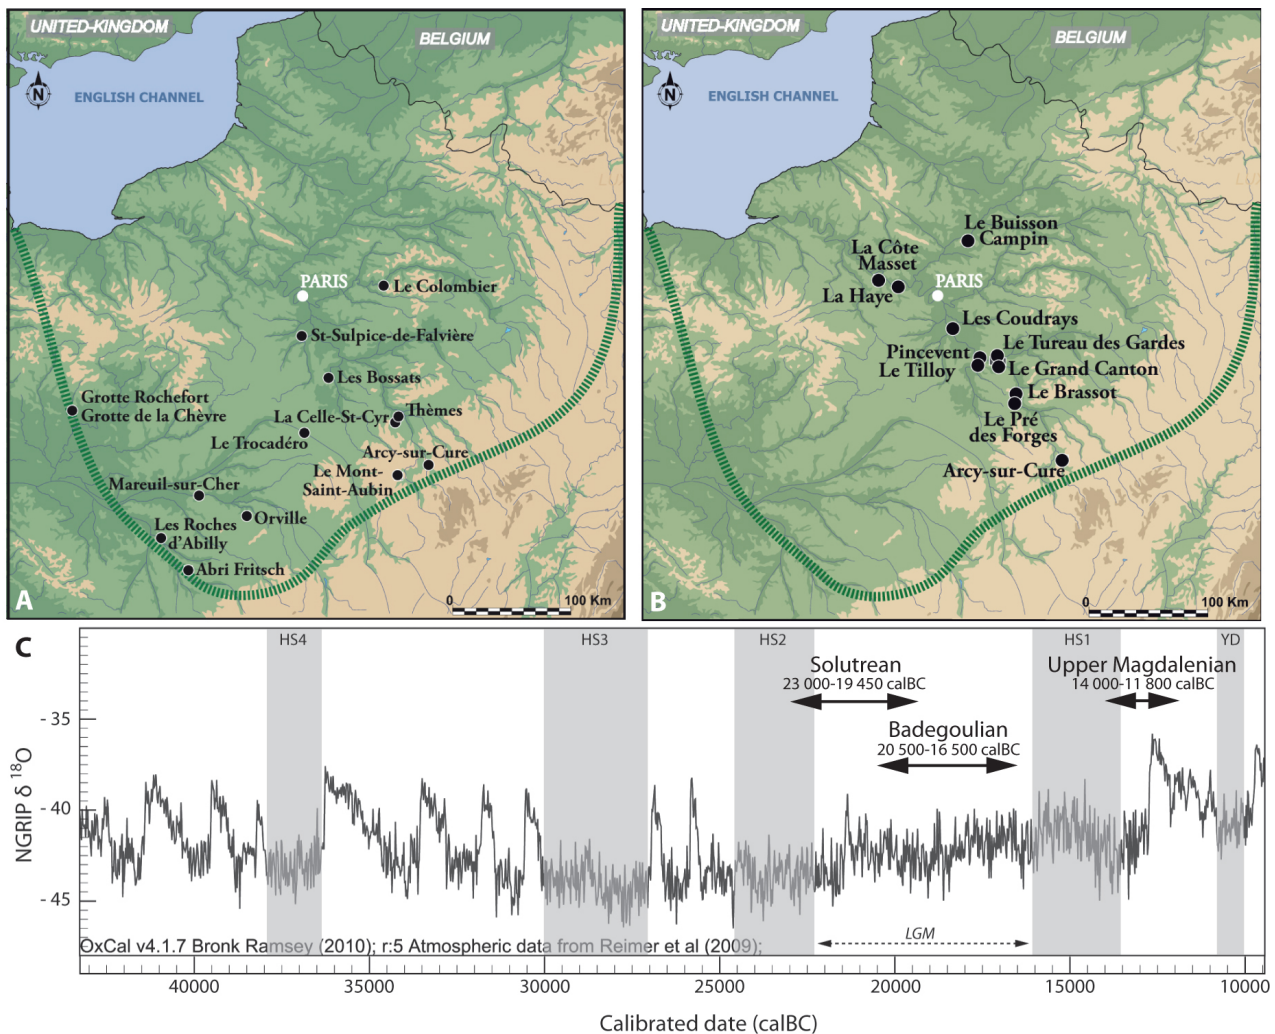 UNITED-KINGDOM
BELGIUM
N
ENGLISH CHANNEL
PARIS
Le Colombier
St-Sulpice-de-Falvière
Les Bossats
Grotte Rochefort
Grotte de la Chèvre
La Celle-St-Cyr
Thèmes
Le Trocadéro
Arcy-sur-Cure
Le Mont-
Saint-Aubin
Mareuil-sur-Cher
Orville
Les Roches
d'Abilly
Abri Fritsch
A
0 100 Km
UNITED-KINGDOM
BELGIUM
N
ENGLISH CHANNEL
Le Buisson
Campin
La Côte
Masset
PARIS
La Haye
Les Coudrays
Le Tureau des Gardes
Pincevent
Le Tilloy
Le Grand Canton
Le Brassot
Le Pré
des Forges
Arcy-sur-Cure
B
0 100 Km
C
HS4
HS3
HS2
HS1
YD
Solutrean
23 000-19 450 calBC
Upper Magdalenian
14 000-11 800 calBC
Badegoulian
20 500-16 500 calBC
NGRIP δ 18O
- 35
- 40
- 45
LGM
OxCal v4.1.7 Bronk Ramsey (2010); r:5 Atmospheric data from Reimer et al (2009);
40000 35000 30000 25000 20000 15000 10000
Calibrated date (calBC)